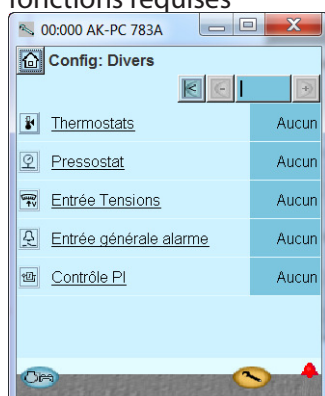 fonctions requises
00:000 AK-PC 783A
Config: Divers
Thermostats Aucun
Pressostat Aucun
Entrée Tensions Aucun
Entrée générale alarme Aucun
Contrôle PI Aucun